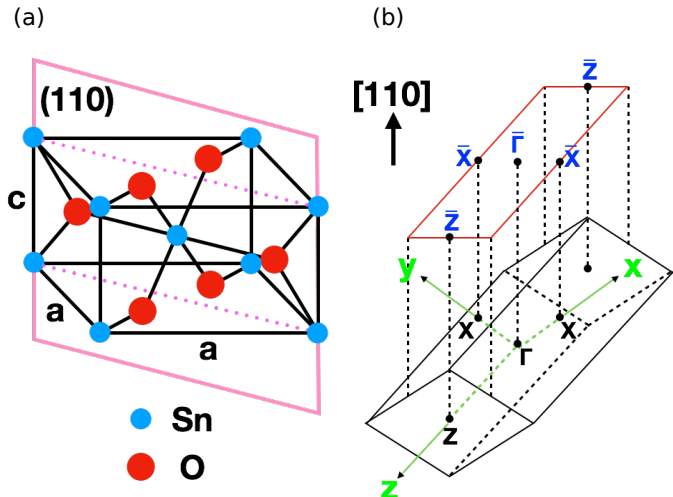 (a)
(110)
c
a
a
Sn
O
(b)
[110]
z̄
x̄
Γ̄
x̄
z̄
y
x
x
x
Γ
z
z